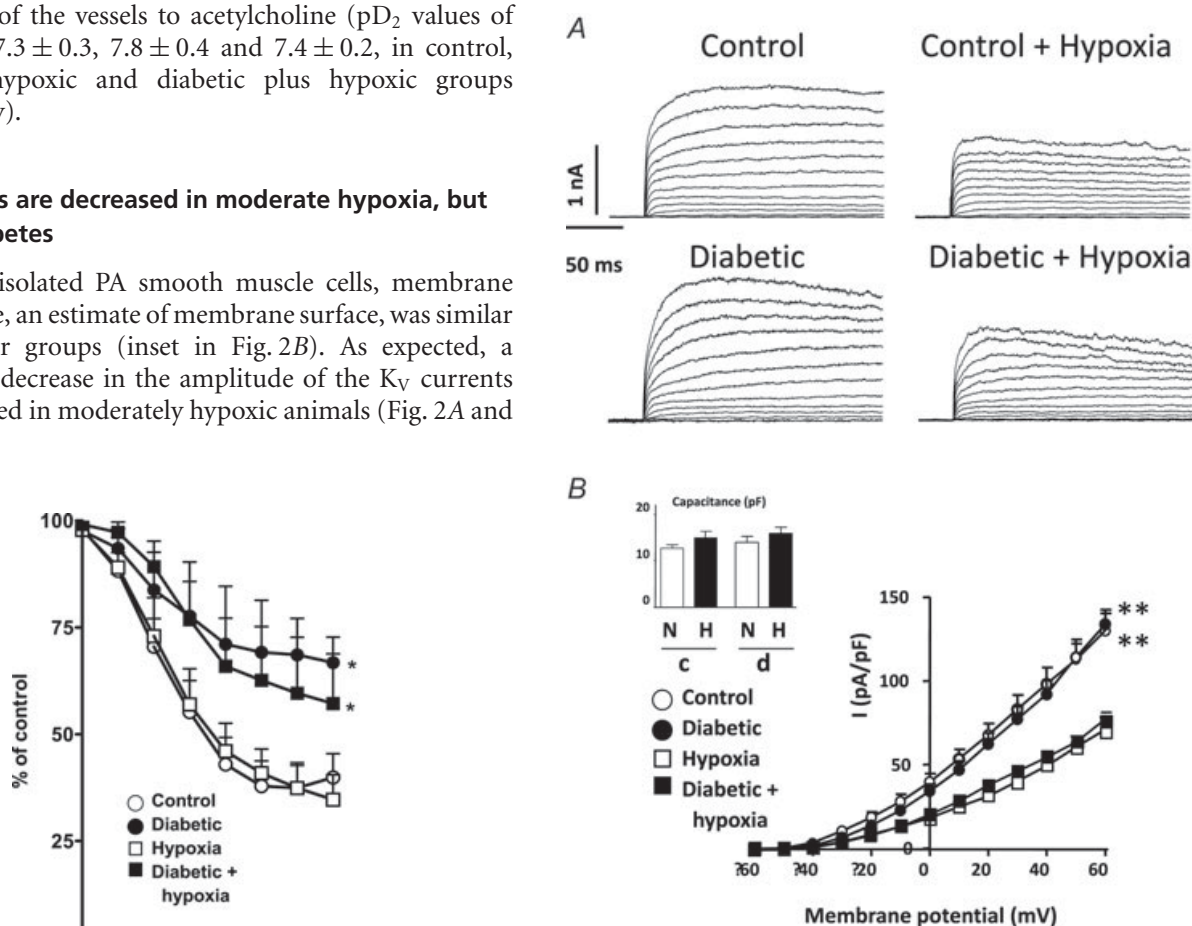 of the vessels to acetylcholine (pD₂ values of
7.3 ± 0.3, 7.8 ± 0.4 and 7.4 ± 0.2, in control,
hypoxic and diabetic plus hypoxic groups
).
s are decreased in moderate hypoxia, but
betes
isolated PA smooth muscle cells, membrane
e, an estimate of membrane surface, was similar
r groups (inset in Fig. 2B). As expected, a
decrease in the amplitude of the K_V currents
ed in moderately hypoxic animals (Fig. 2A and
% of control
100
75
50
25
*
*
Control
Diabetic
Hypoxia
Diabetic +
hypoxia
A
Control
Control + Hypoxia
1 nA
50 ms
Diabetic
Diabetic + Hypoxia
B
Capacitance (pF)
20
10
0
N H N H
c d
Control
Diabetic
Hypoxia
Diabetic +
hypoxia
I (pA/pF)
150
100
50
0
**
**
?60 ?40 ?20 0 20 40 60
Membrane potential (mV)